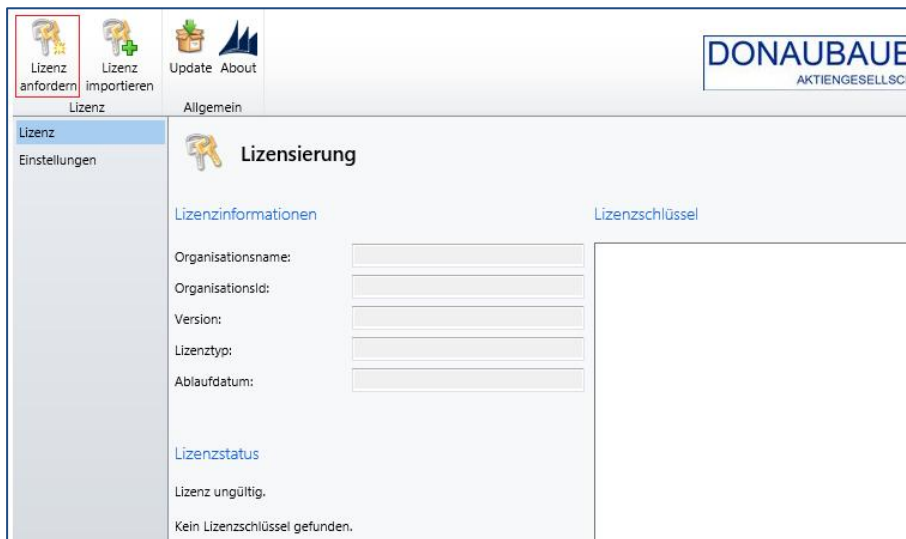 Lizenz anfordern
Lizenz importieren
Update
About
Lizenz
Allgemein
DONAUBAUE
AKTIENGESELLSC
Lizenz
Einstellungen
Lizensierung
Lizenzinformationen
Lizenzschlüssel
Organisationsname:
OrganisationsId:
Version:
Lizenztyp:
Ablaufdatum:
Lizenzstatus
Lizenz ungültig.
Kein Lizenzschlüssel gefunden.